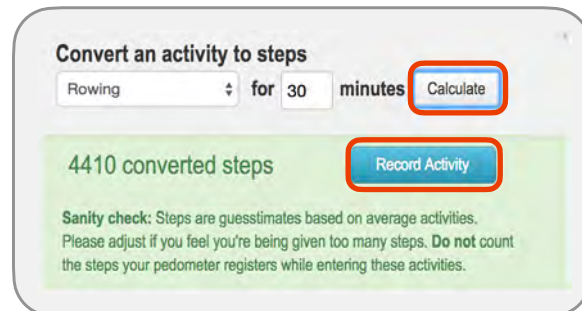 Convert an activity to steps
Rowing for 30 minutes Calculate
4410 converted steps Record Activity
Sanity check: Steps are guesstimates based on average activities.
Please adjust if you feel you're being given too many steps. Do not count
the steps your pedometer registers while entering these activities.